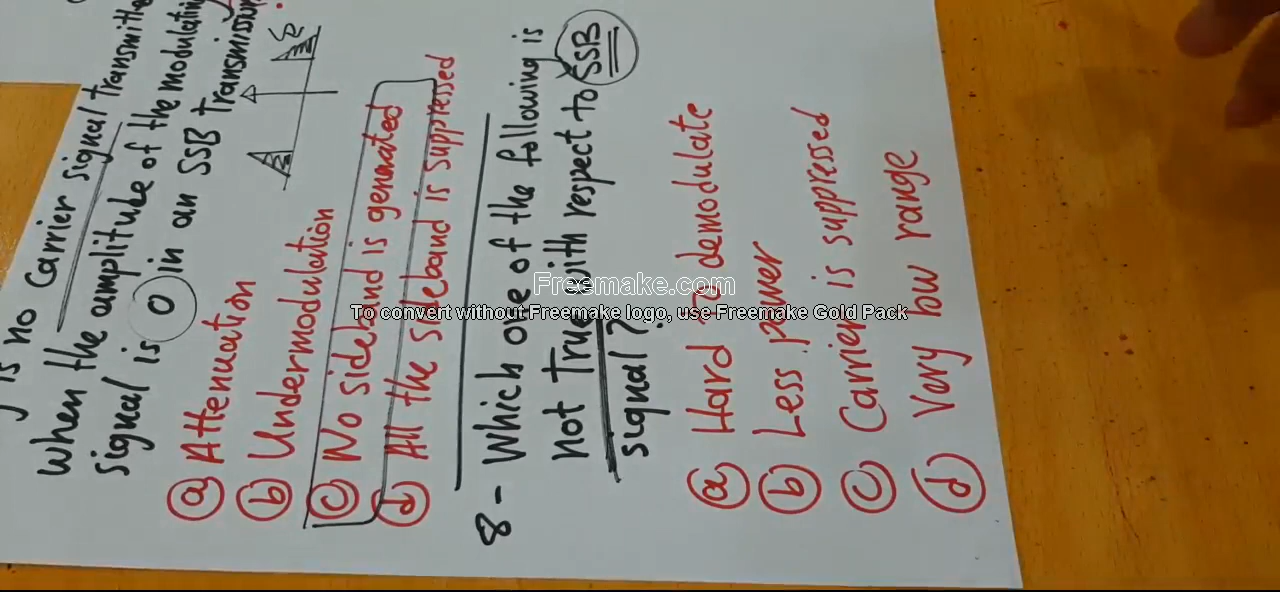 is no carrier signal transmitte
when the amplitube of the modulatin
signal is 0 in an SSB transmission
ⓐ Attenuation
ⓑ Undermodulation
ⓒ No sideband is generated
ⓓ All the sideband is suppressed
8- Which one of the following is
not true with respect to SSB
signal?
ⓐ Hard to demodulate
ⓑ Less power
ⓒ Carrier is suppressed
ⓓ Very low range
Freemake.com
To convert without Freemake logo, use Freemake Gold Pack